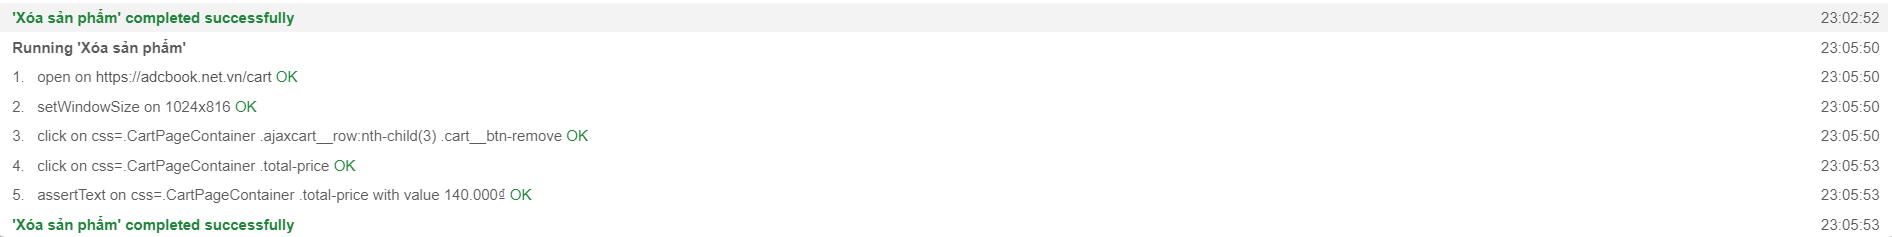 'Xóa sản phẩm' completed successfully 23:02:52
Running 'Xóa sản phẩm' 23:05:50
1. open on https://adcbook.net.vn/cart OK 23:05:50
2. setWindowSize on 1024x816 OK 23:05:50
3. click on css=.CartPageContainer .ajaxcart__row:nth-child(3) .cart__btn-remove OK 23:05:50
4. click on css=.CartPageContainer .total-price OK 23:05:53
5. assertText on css=.CartPageContainer .total-price with value 140.000₫ OK 23:05:53
'Xóa sản phẩm' completed successfully 23:05:53